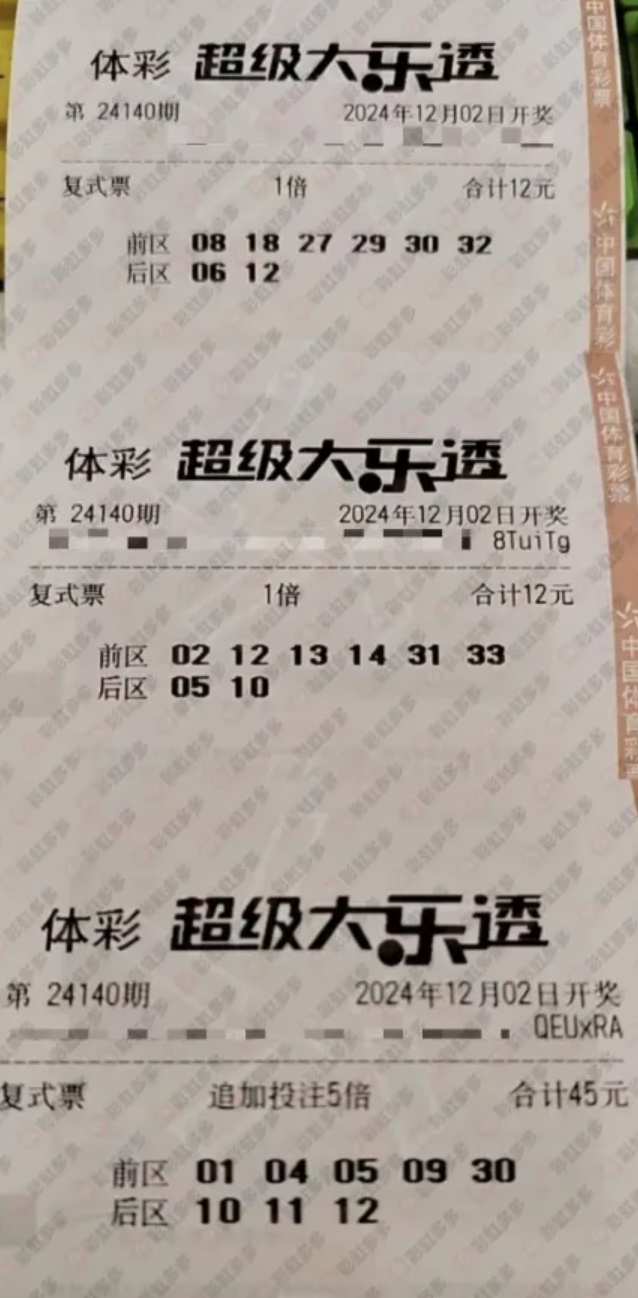 体彩 超级大乐透
第 24140期 2024年12月02日开奖
复式票 1倍 合计12元
前区 08 18 27 29 30 32
后区 06 12
体彩 超级大乐透
第 24140期 2024年12月02日开奖
8TuiTg
复式票 1倍 合计12元
前区 02 12 13 14 31 33
后区 05 10
体彩 超级大乐透
第 24140期 2024年12月02日开奖
QEUxRA
复式票 追加投注5倍 合计45元
前区 01 04 05 09 30
后区 10 11 12
中国体育彩票
中国体育彩
中国体育彩票
中国体育彩票
彩虹多多